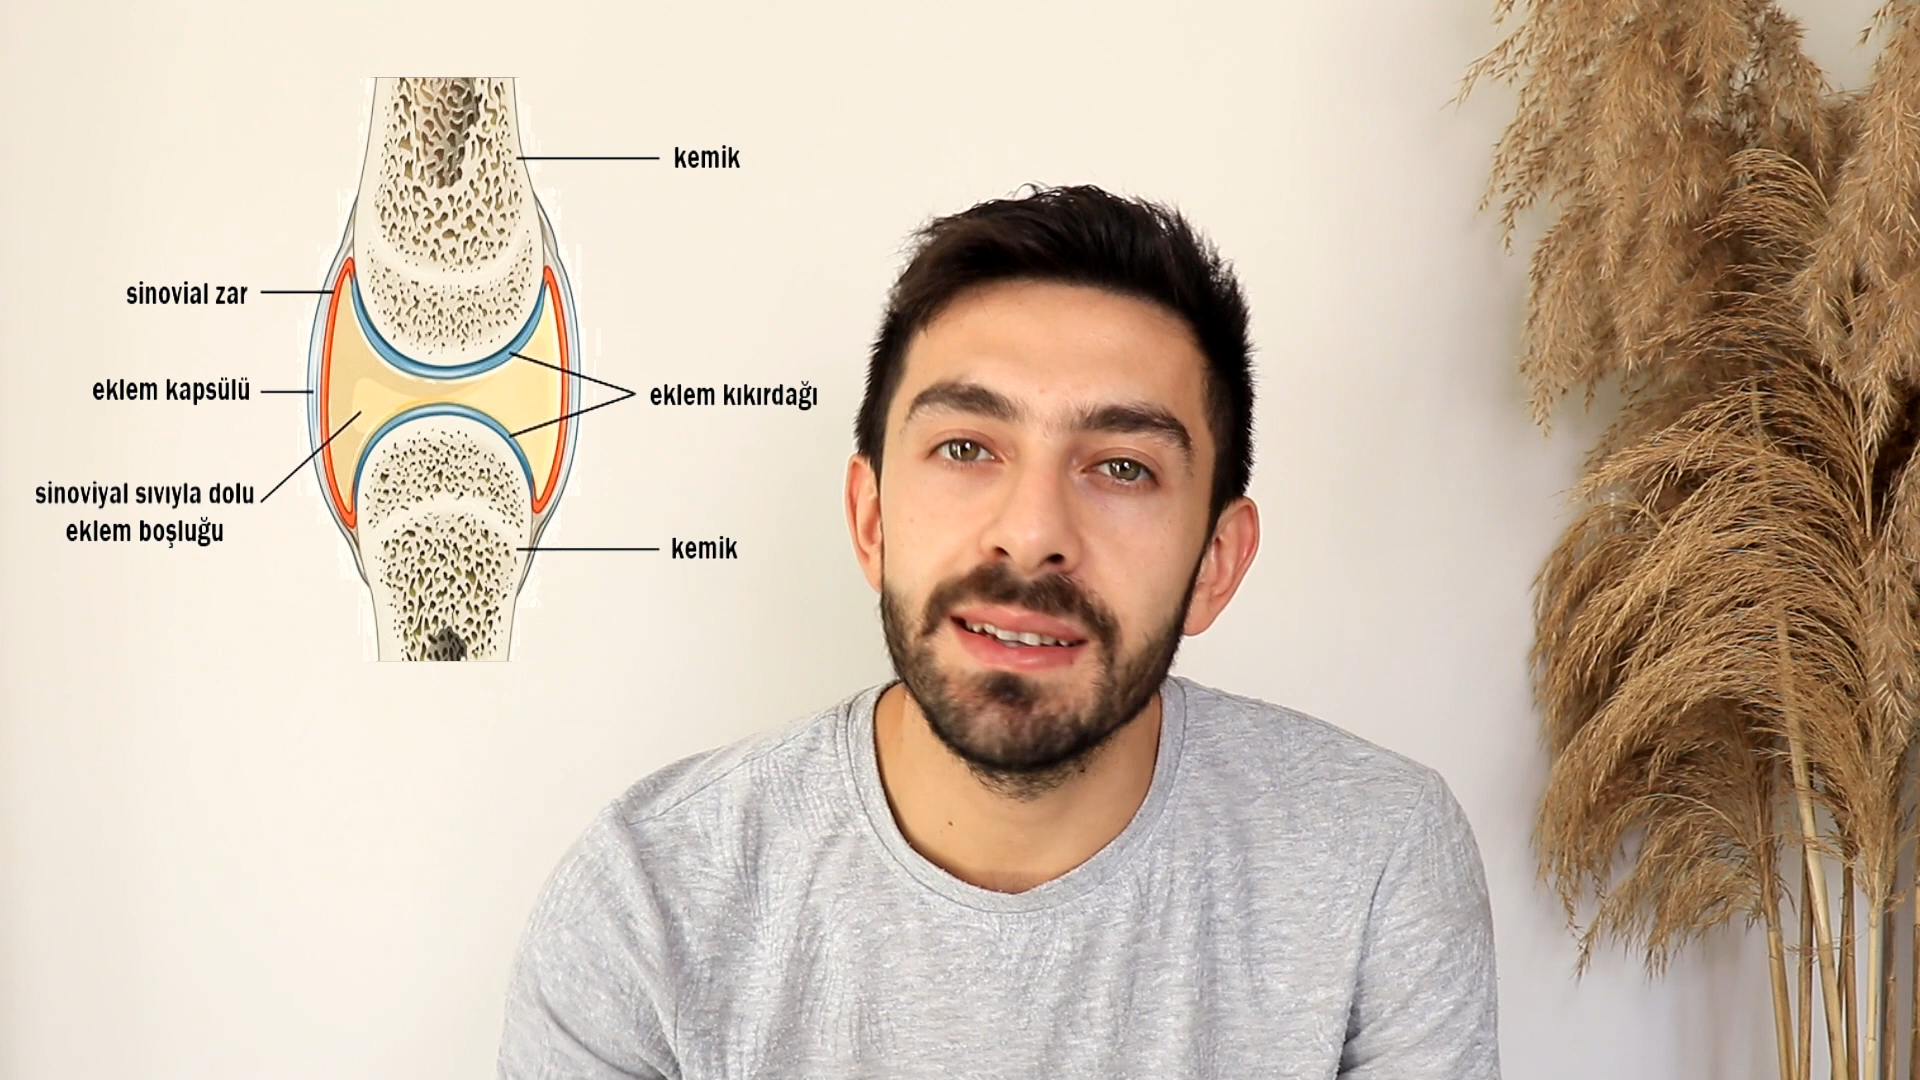 kemik
sinovial zar
eklem kapsülü
eklem kıkırdağı
sinoviyal sıvıyla dolu
eklem boşluğu
kemik